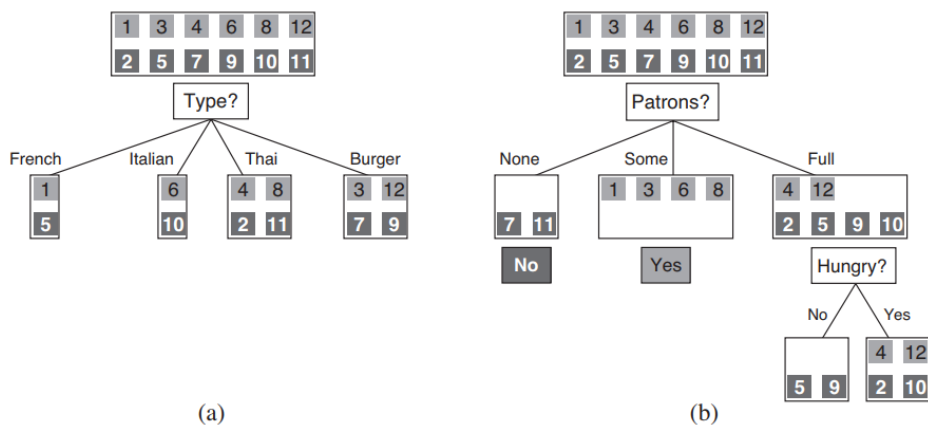 1 3 4 6 8 12
2 5 7 9 10 11
Type?
French Italian Thai Burger
1 6 4 8 3 12
5 10 2 11 7 9
(a)
1 3 4 6 8 12
2 5 7 9 10 11
Patrons?
None Some Full
1 3 6 8 4 12
7 11 2 5 9 10
No Yes Hungry?
No Yes
4 12
5 9 2 10
(b)